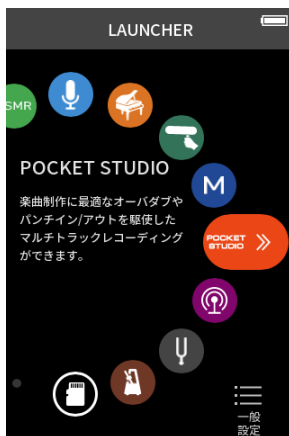 LAUNCHER
SMR
POCKET STUDIO
楽曲制作に最適なオーバダブや
パンチイン/アウトを駆使した
マルチトラックレコーディング
ができます。
M
POCKET
STUDIO
一般
設定